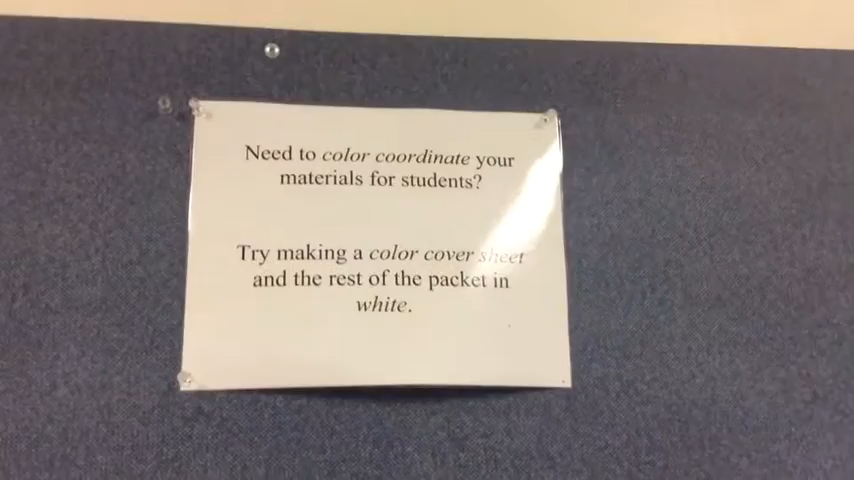 Need to color coordinate your
materials for students?
Try making a color cover sheet
and the rest of the packet in
white.